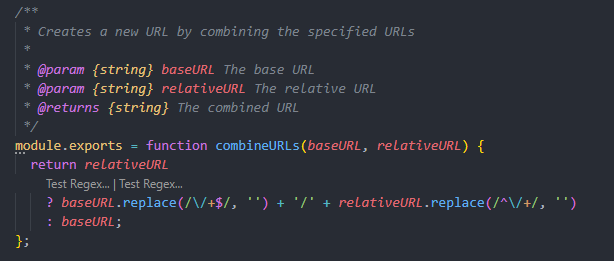 /**
 * Creates a new URL by combining the specified URLs
 *
 * @param {string} baseURL The base URL
 * @param {string} relativeURL The relative URL
 * @returns {string} The combined URL
 */
module.exports = function combineURLs(baseURL, relativeURL) {
  return relativeURL
    Test Regex... | Test Regex...
    ? baseURL.replace(/\/+$/, '') + '/' + relativeURL.replace(/^\/+/, '')
    : baseURL;
};